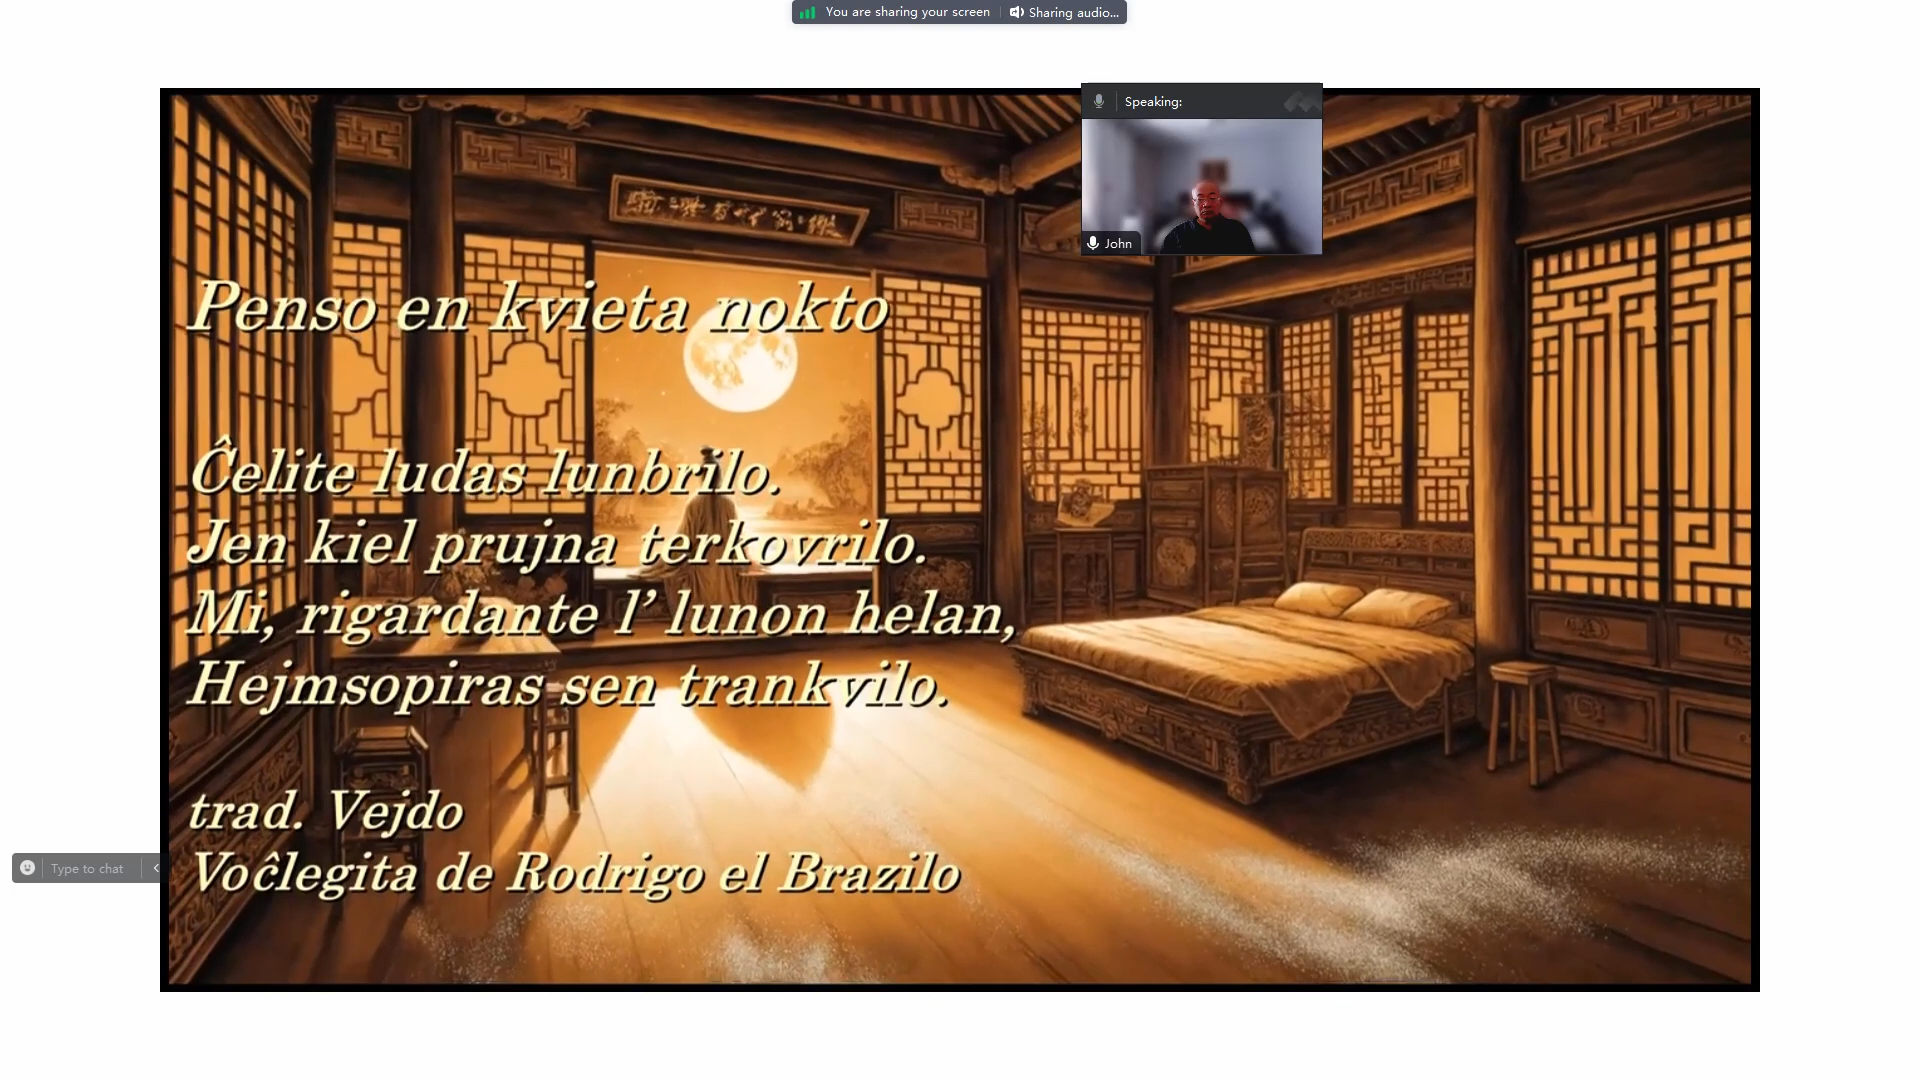 You are sharing your screen
Sharing audio...
Speaking:
John
Penso en kvieta nokto
Ĉelite ludas lunbrilo.
Jen kiel prujna terkovrilo.
Mi, rigardante l’ lunon helan,
Hejmsopiras sen trankvilo.
trad. Vejdo
Voĉlegita de Rodrigo el Brazilo
Type to chat